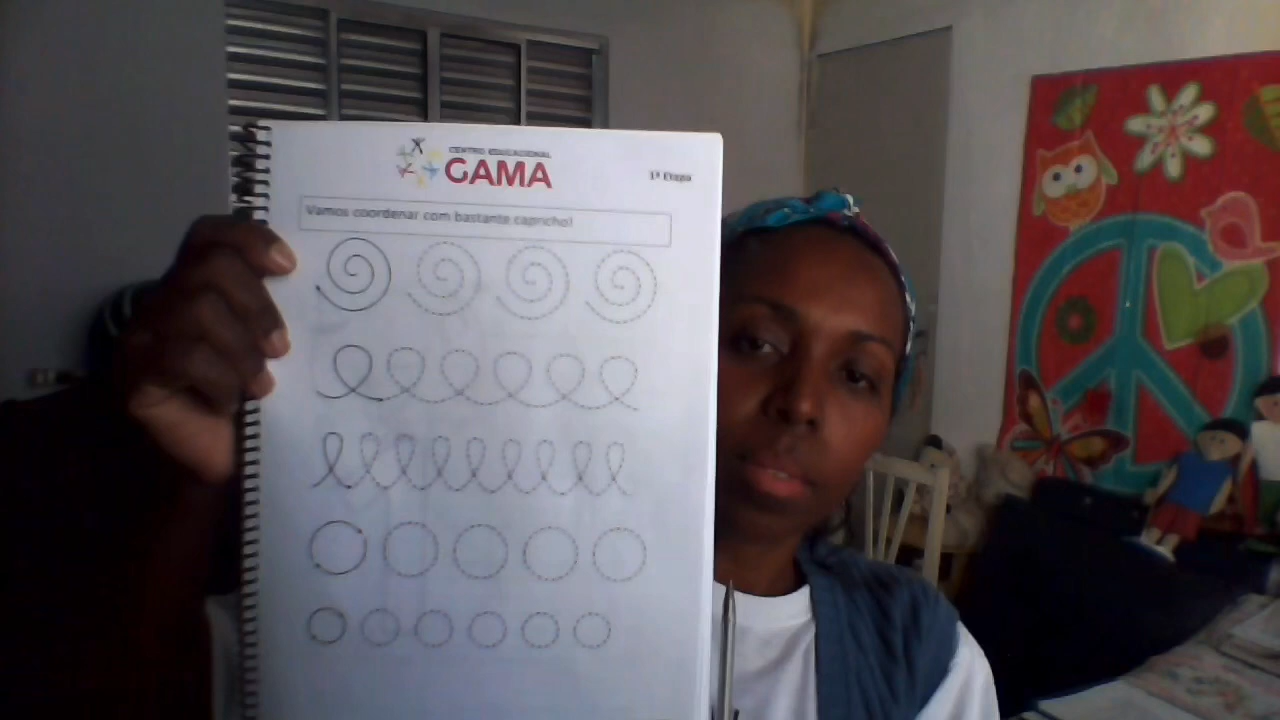 CENTRO EDUCACIONAL
GAMA
1ª Etapa
Vamos coordenar com bastante capricho!